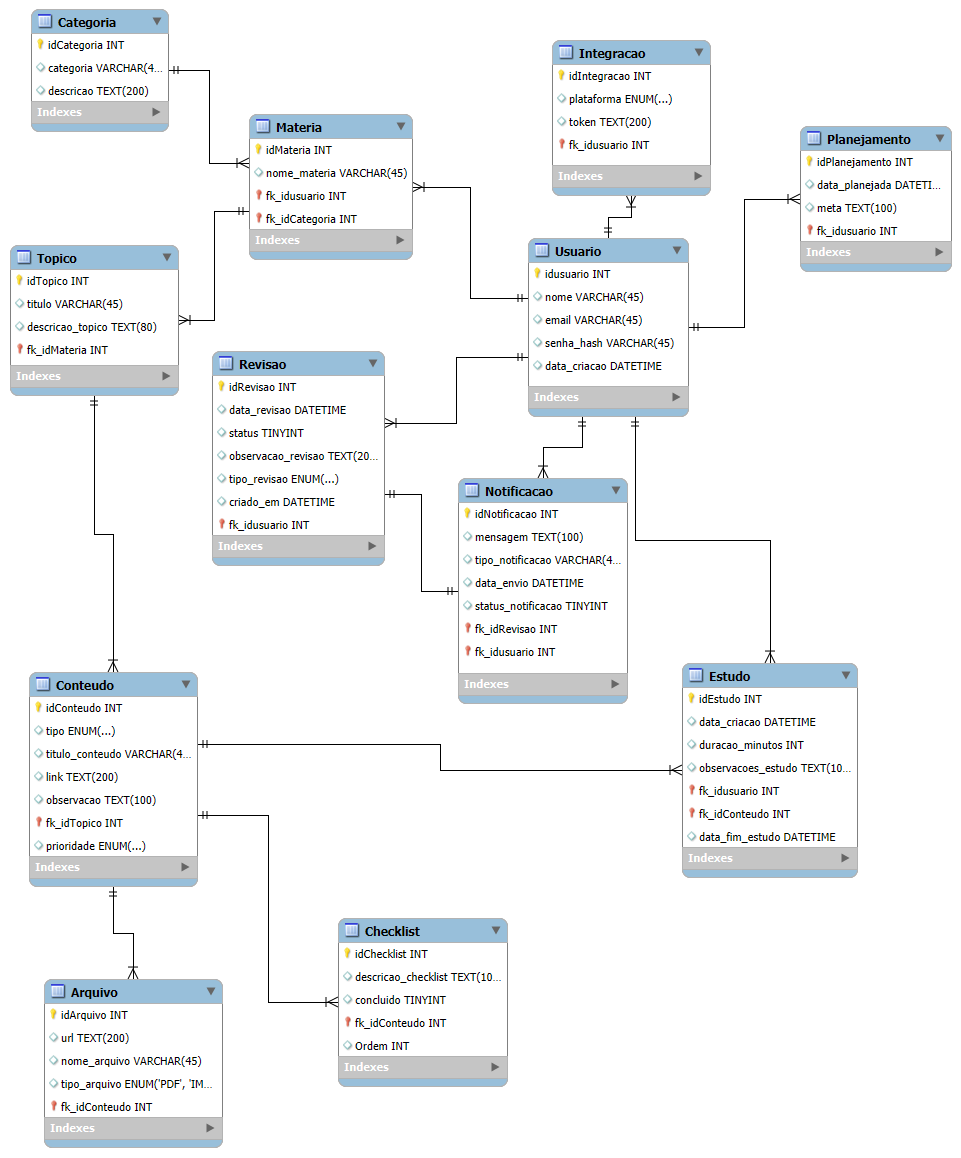 Categoria
idCategoria INT
categoria VARCHAR(4...
descricao TEXT(200)
Indexes
Integracao
idIntegracao INT
plataforma ENUM(...)
token TEXT(200)
fk_idusuario INT
Indexes
Materia
idMateria INT
nome_materia VARCHAR(45)
fk_idusuario INT
fk_idCategoria INT
Indexes
Planejamento
idPlanejamento INT
data_planejada DATETI...
meta TEXT(100)
fk_idusuario INT
Indexes
Topico
idTopico INT
titulo VARCHAR(45)
descricao_topico TEXT(80)
fk_idMateria INT
Indexes
Usuario
idusuario INT
nome VARCHAR(45)
email VARCHAR(45)
senha_hash VARCHAR(45)
data_criacao DATETIME
Indexes
Revisao
idRevisao INT
data_revisao DATETIME
status TINYINT
observacao_revisao TEXT(20...
tipo_revisao ENUM(...)
criado_em DATETIME
fk_idusuario INT
Indexes
Notificacao
idNotificacao INT
mensagem TEXT(100)
tipo_notificacao VARCHAR(4...
data_envio DATETIME
status_notificacao TINYINT
fk_idRevisao INT
fk_idusuario INT
Indexes
Conteudo
idConteudo INT
tipo ENUM(...)
titulo_conteudo VARCHAR(4...
link TEXT(200)
observacao TEXT(100)
fk_idTopico INT
prioridade ENUM(...)
Indexes
Estudo
idEstudo INT
data_criacao DATETIME
duracao_minutos INT
observacoes_estudo TEXT(10...
fk_idusuario INT
fk_idConteudo INT
data_fim_estudo DATETIME
Indexes
Checklist
idChecklist INT
descricao_checklist TEXT(10...
concluido TINYINT
fk_idConteudo INT
Ordem INT
Indexes
Arquivo
idArquivo INT
url TEXT(200)
nome_arquivo VARCHAR(45)
tipo_arquivo ENUM('PDF', 'IM...
fk_idConteudo INT
Indexes